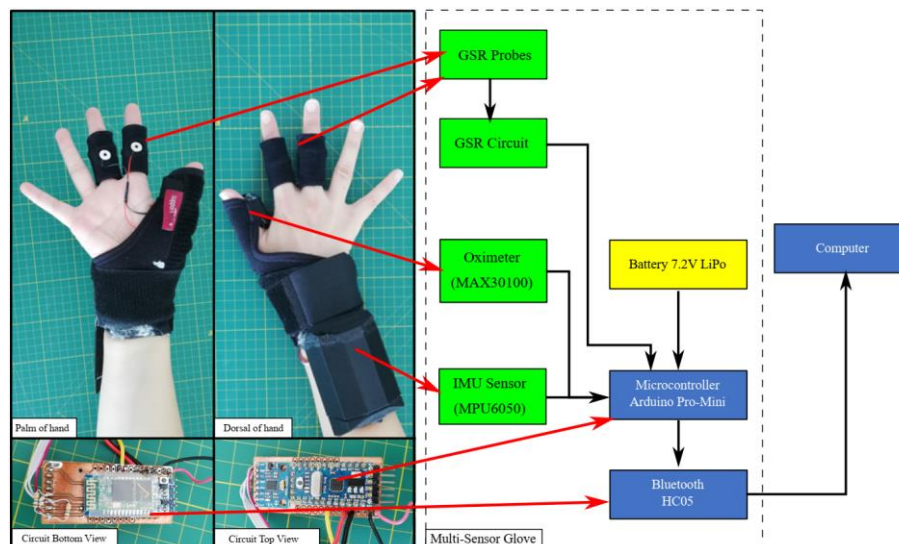 GSR Probes
GSR Circuit
Oximeter
(MAX30100)
Battery 7.2V LiPo
Computer
IMU Sensor
(MPU6050)
Microcontroller
Arduino Pro-Mini
Palm of hand
Dorsal of hand
Bluetooth
HC05
Circuit Bottom View
Circuit Top View
Multi-Sensor Glove